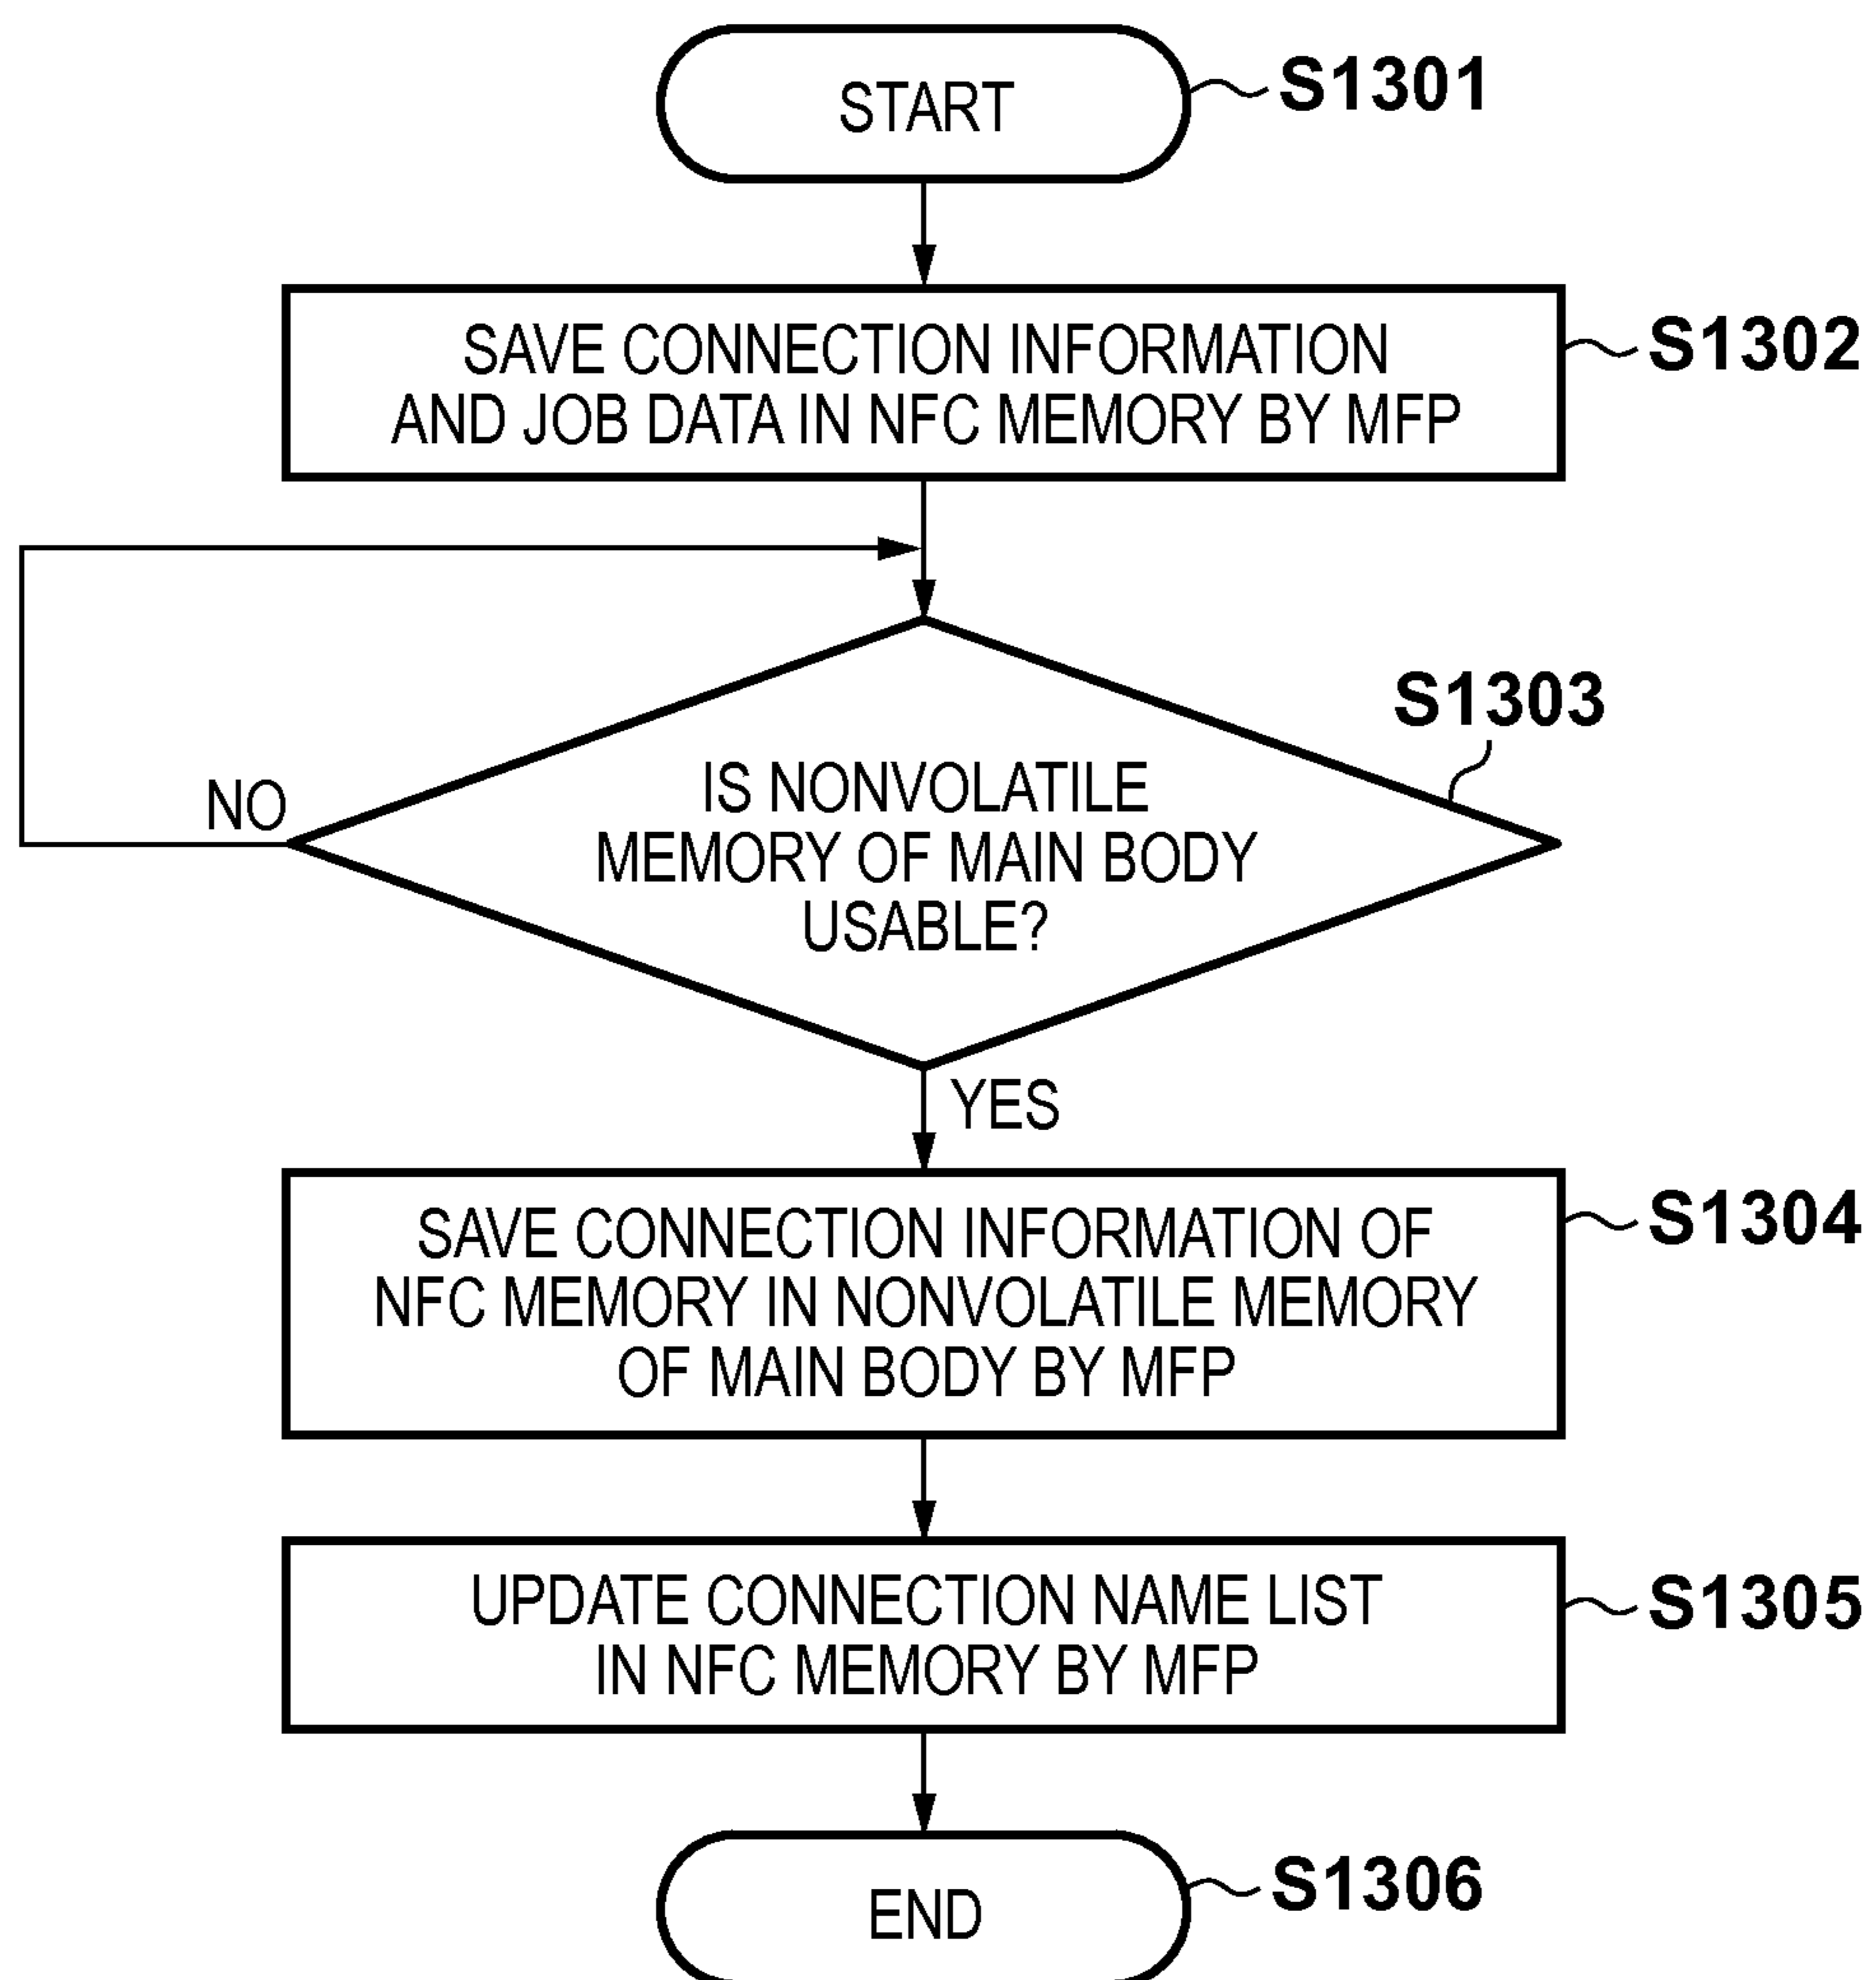 START
S1301
SAVE CONNECTION INFORMATION
AND JOB DATA IN NFC MEMORY BY MFP
S1302
S1303
IS NONVOLATILE
MEMORY OF MAIN BODY
USABLE?
NO
YES
SAVE CONNECTION INFORMATION OF
NFC MEMORY IN NONVOLATILE MEMORY
OF MAIN BODY BY MFP
S1304
UPDATE CONNECTION NAME LIST
IN NFC MEMORY BY MFP
S1305
END
S1306